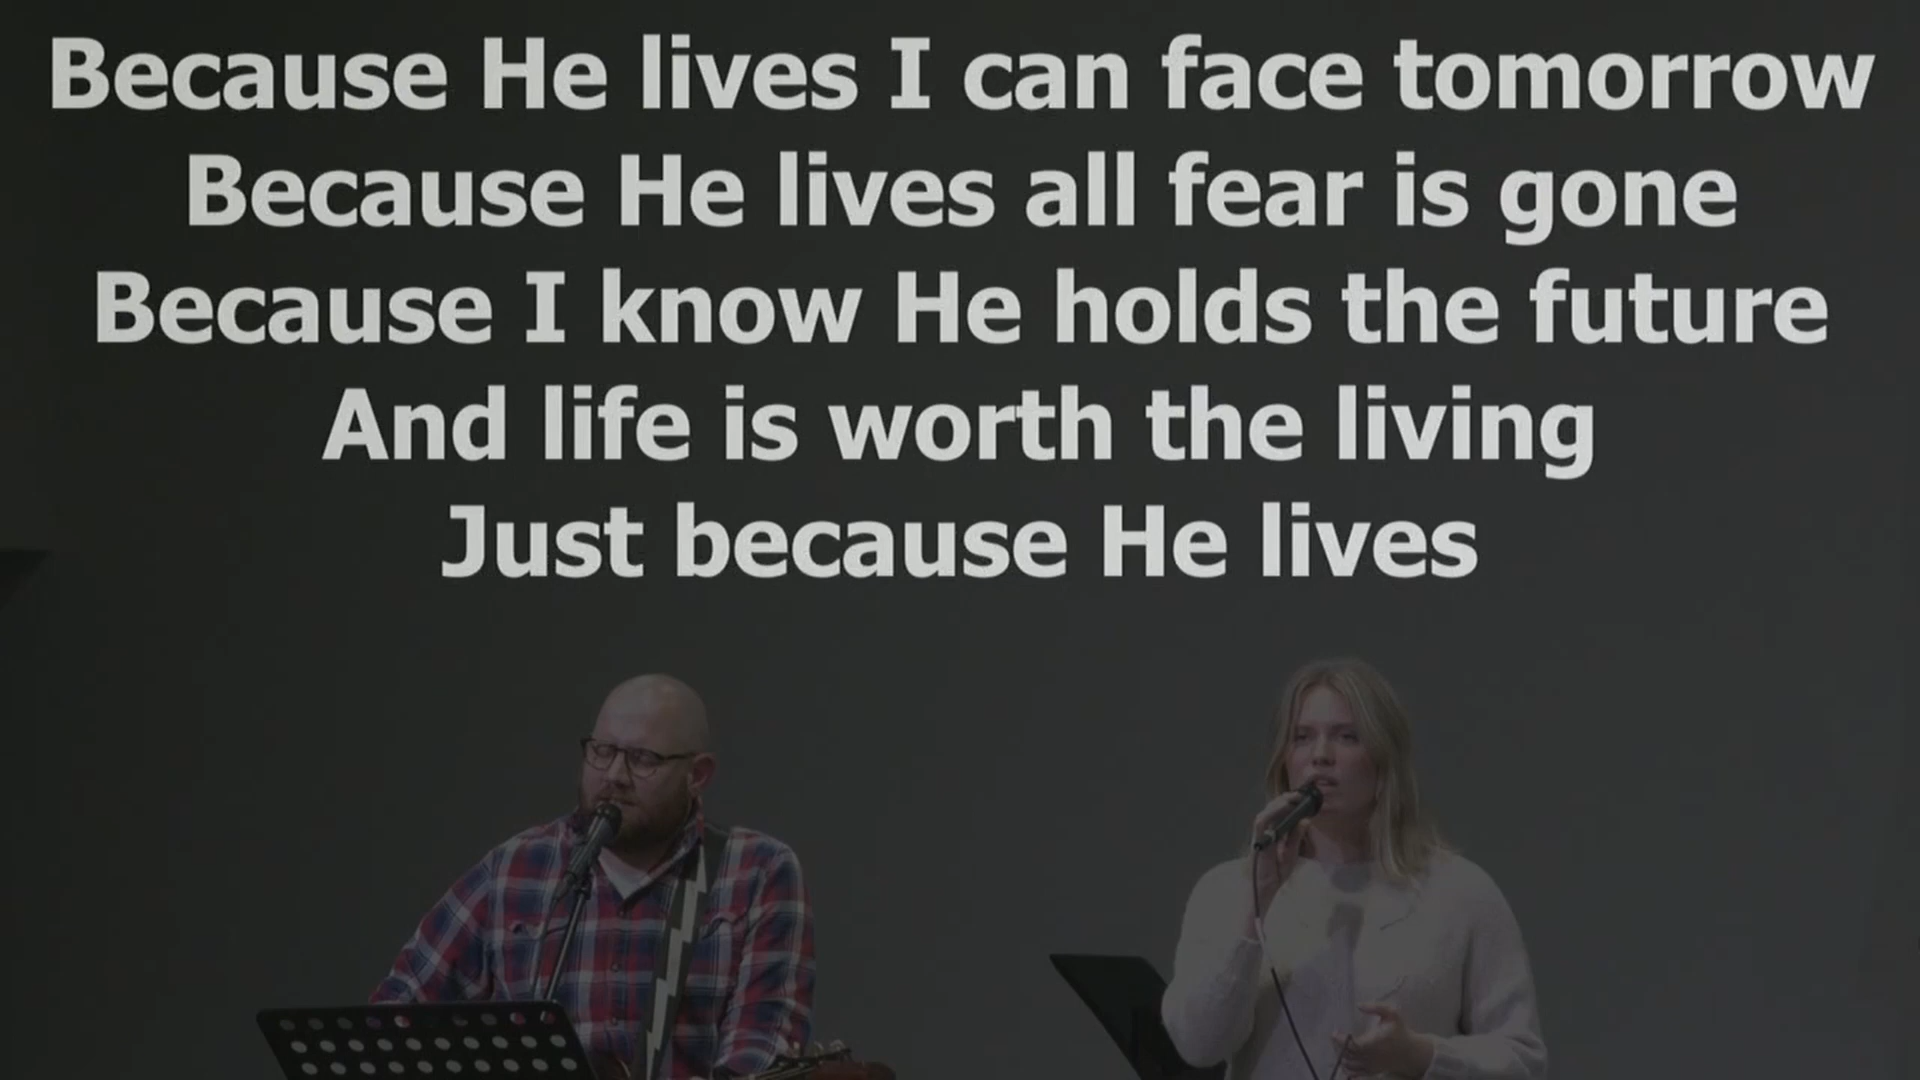 Because He lives I can face tomorrow
Because He lives all fear is gone
Because I know He holds the future
And life is worth the living
Just because He lives